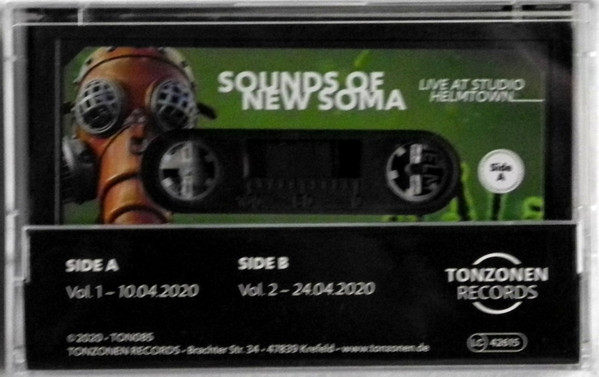 SOUNDS OF
NEW SOMA
LIVE AT STUDIO
HELMTOWN
Side
A
SIDE A
Vol. 1 – 10.04.2020
SIDE B
Vol. 2 – 24.04.2020
TONZONEN
RECORDS
©2020 - TON085
TONZONEN RECORDS - Brachter Str. 34 - 47839 Krefeld - www.tonzonen.de
LC 42615